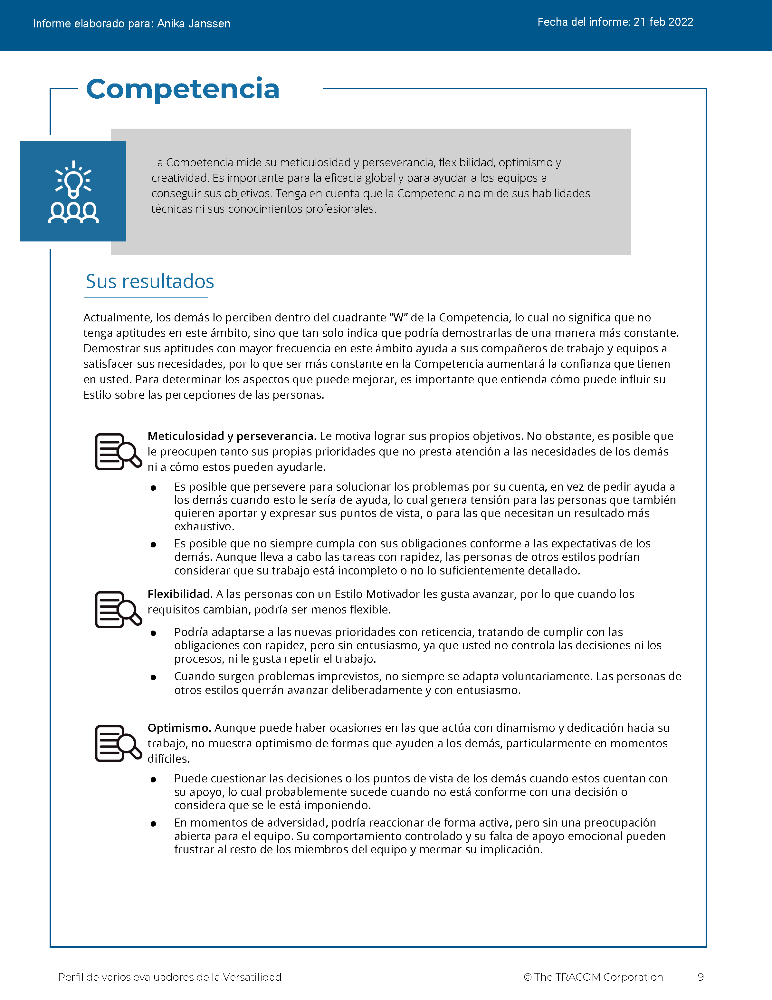 Informe elaborado para: Anika Janssen
Fecha del informe: 21 feb 2022
Competencia
La Competencia mide su meticulosidad y perseverancia, flexibilidad, optimismo y
creatividad. Es importante para la eficacia global y para ayudar a los equipos a
conseguir sus objetivos. Tenga en cuenta que la Competencia no mide sus habilidades
técnicas ni sus conocimientos profesionales.
Sus resultados
Actualmente, los demás lo perciben dentro del cuadrante “W” de la Competencia, lo cual no significa que no
tenga aptitudes en este ámbito, sino que tan solo indica que podría demostrarlas de una manera más constante.
Demostrar sus aptitudes con mayor frecuencia en este ámbito ayuda a sus compañeros de trabajo y equipos a
satisfacer sus necesidades, por lo que ser más constante en la Competencia aumentará la confianza que tienen
en usted. Para determinar los aspectos que puede mejorar, es importante que entienda cómo puede influir su
Estilo sobre las percepciones de las personas.
Meticulosidad y perseverancia. Le motiva lograr sus propios objetivos. No obstante, es posible que
le preocupen tanto sus propias prioridades que no presta atención a las necesidades de los demás
ni a cómo estos pueden ayudarle.
● Es posible que persevere para solucionar los problemas por su cuenta, en vez de pedir ayuda a
los demás cuando esto le sería de ayuda, lo cual genera tensión para las personas que también
quieren aportar y expresar sus puntos de vista, o para las que necesitan un resultado más
exhaustivo.
● Es posible que no siempre cumpla con sus obligaciones conforme a las expectativas de los
demás. Aunque lleva a cabo las tareas con rapidez, las personas de otros estilos podrían
considerar que su trabajo está incompleto o no lo suficientemente detallado.
Flexibilidad. A las personas con un Estilo Motivador les gusta avanzar, por lo que cuando los
requisitos cambian, podría ser menos flexible.
● Podría adaptarse a las nuevas prioridades con reticencia, tratando de cumplir con las
obligaciones con rapidez, pero sin entusiasmo, ya que usted no controla las decisiones ni los
procesos, ni le gusta repetir el trabajo.
● Cuando surgen problemas imprevistos, no siempre se adapta voluntariamente. Las personas de
otros estilos querrán avanzar deliberadamente y con entusiasmo.
Optimismo. Aunque puede haber ocasiones en las que actúa con dinamismo y dedicación hacia su
trabajo, no muestra optimismo de formas que ayuden a los demás, particularmente en momentos
difíciles.
● Puede cuestionar las decisiones o los puntos de vista de los demás cuando estos cuentan con
su apoyo, lo cual probablemente sucede cuando no está conforme con una decisión o
considera que se le está imponiendo.
● En momentos de adversidad, podría reaccionar de forma activa, pero sin una preocupación
abierta para el equipo. Su comportamiento controlado y su falta de apoyo emocional pueden
frustrar al resto de los miembros del equipo y mermar su implicación.
Perfil de varios evaluadores de la Versatilidad
© The TRACOM Corporation
9